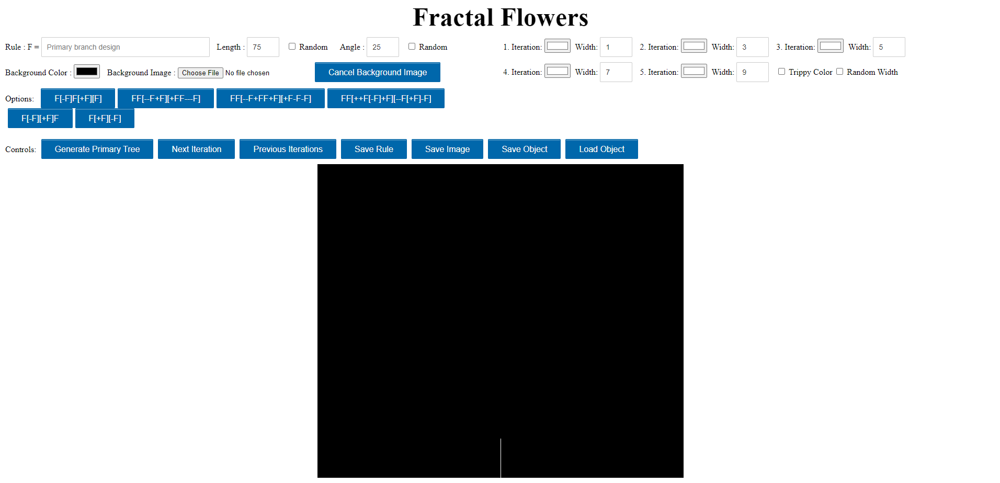 Fractal Flowers
Rule : F = Primary branch design Length : 75 Random Angle : 25 Random 1. Iteration: Width: 1 2. Iteration: Width: 3 3. Iteration: Width: 5
Background Color : Background Image : Choose File No file chosen Cancel Background Image 4. Iteration: Width: 7 5. Iteration: Width: 9 Trippy Color Random Width
Options: F[-F]F[+F][F] FF[--F+F][+FF---F] FF[--F+FF+F][+F-F-F] FF[++F[-F]+F][--F[+F]-F]
F[-F][+F]F F[+F][-F]
Controls: Generate Primary Tree Next Iteration Previous Iterations Save Rule Save Image Save Object Load Object